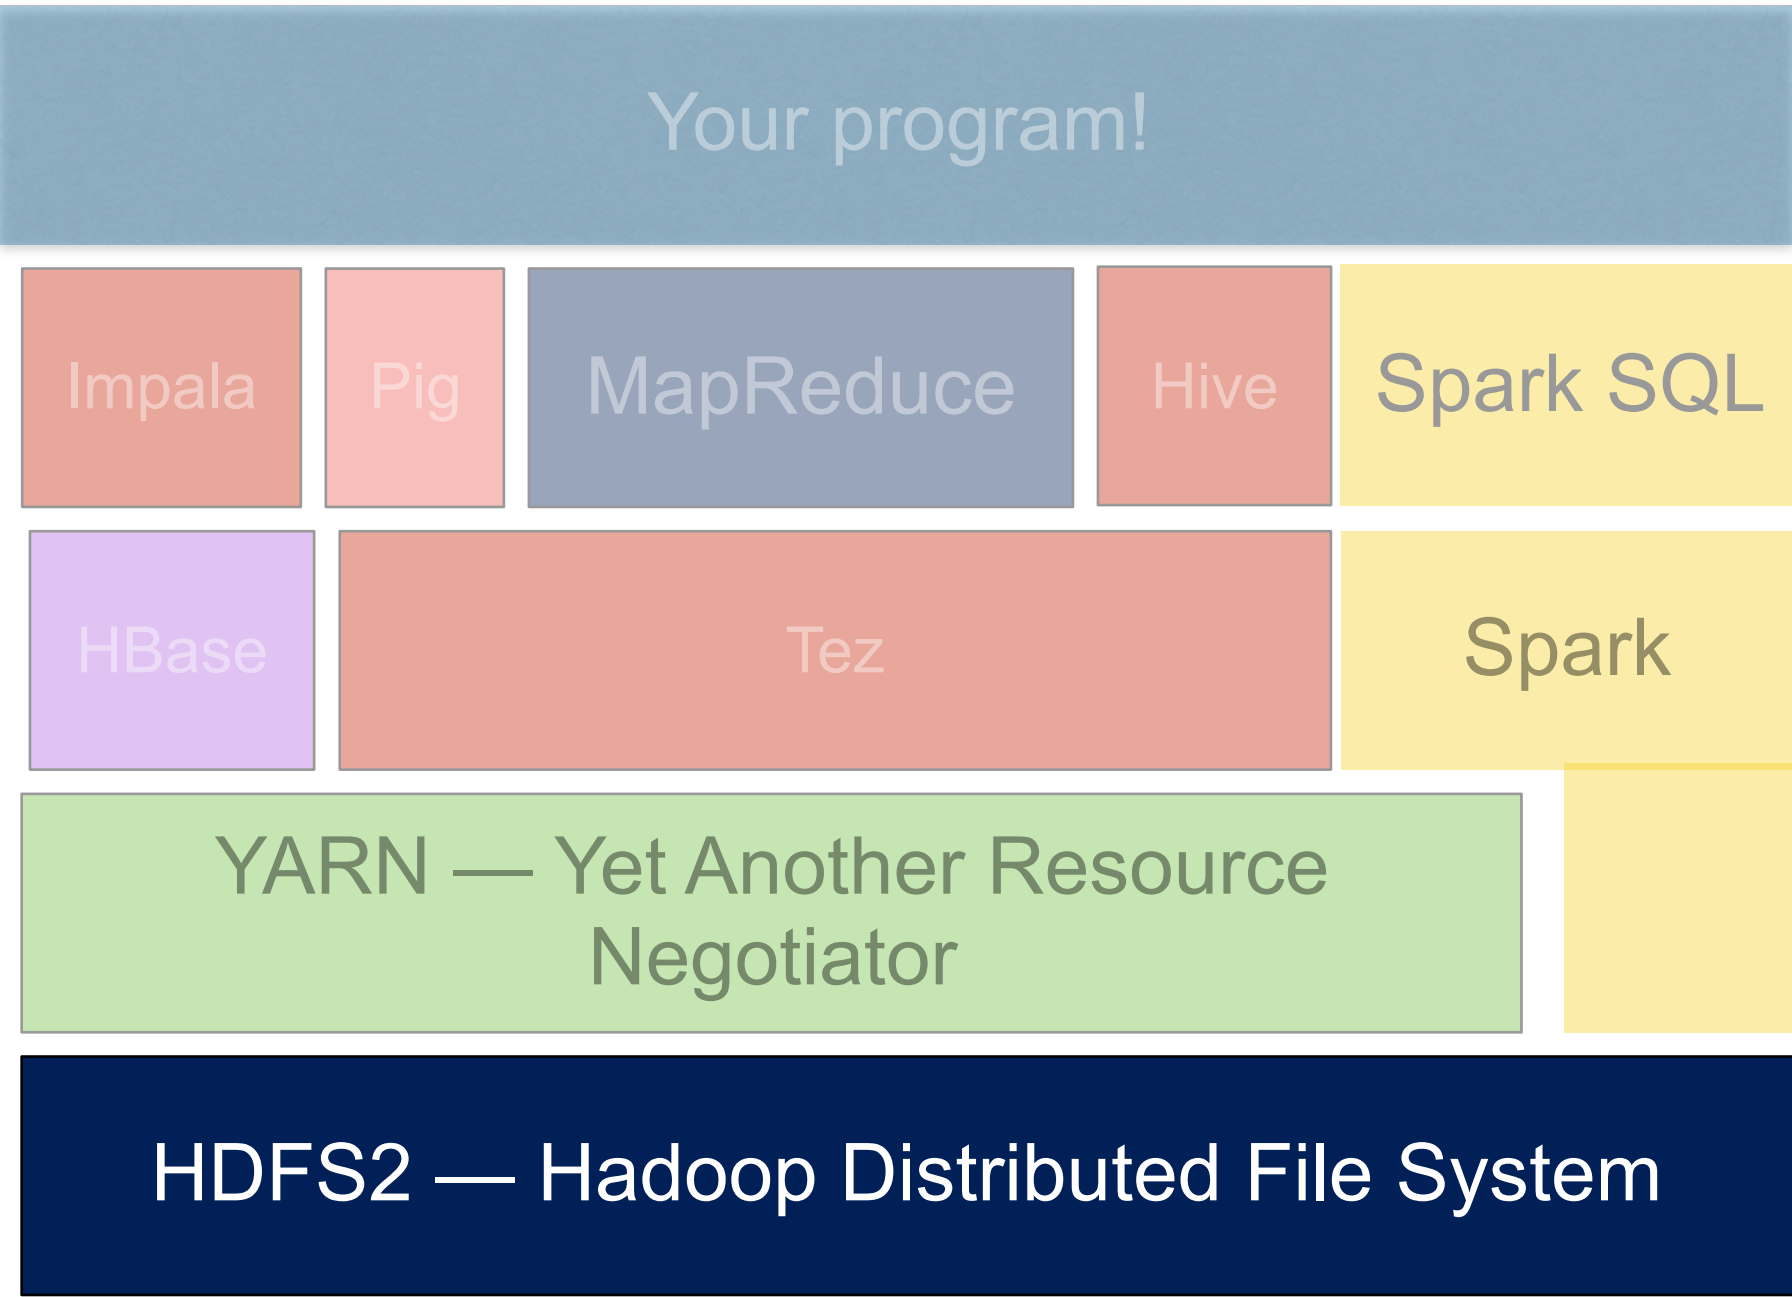 Your program!
Impala
Pig
MapReduce
Hive
Spark SQL
HBase
Tez
Spark
YARN — Yet Another Resource
Negotiator
HDFS2 — Hadoop Distributed File System